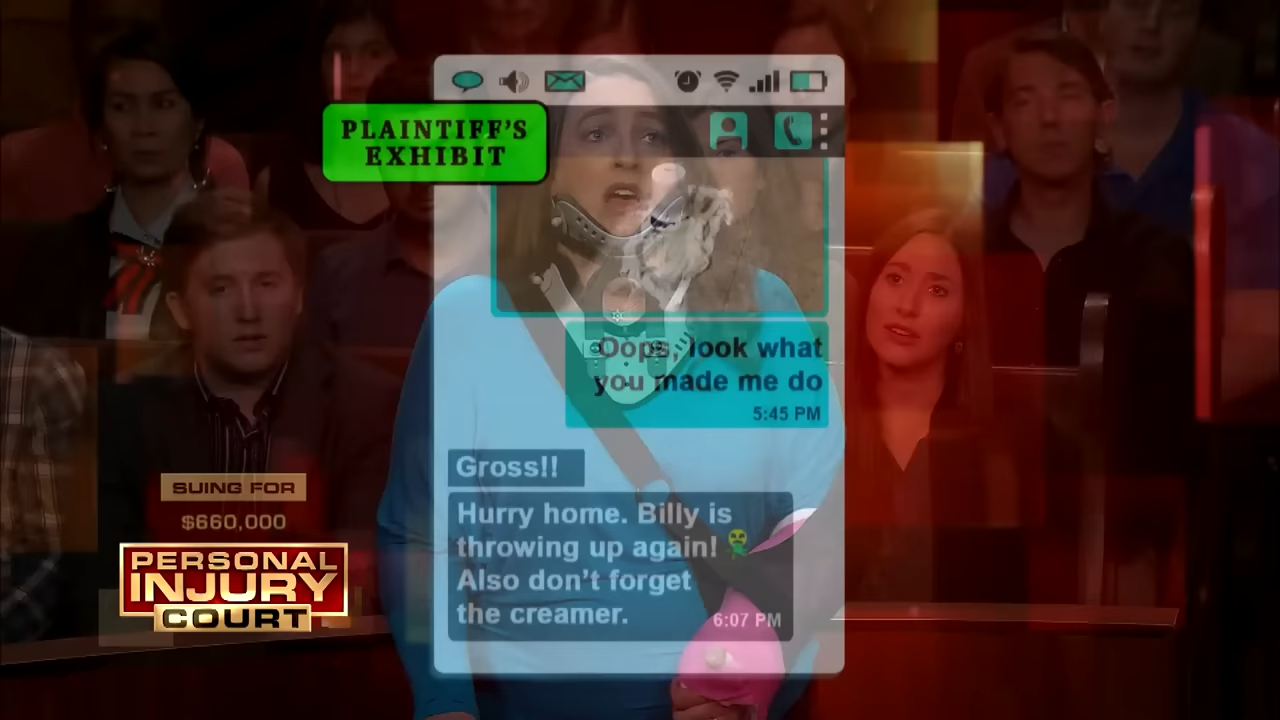 PLAINTIFF'S
EXHIBIT
Oops, look what
you made me do
5:45 PM
Gross!!
Hurry home. Billy is
throwing up again!
Also don't forget
the creamer.
6:07 PM
SUING FOR
$660,000
PERSONAL
INJURY
COURT